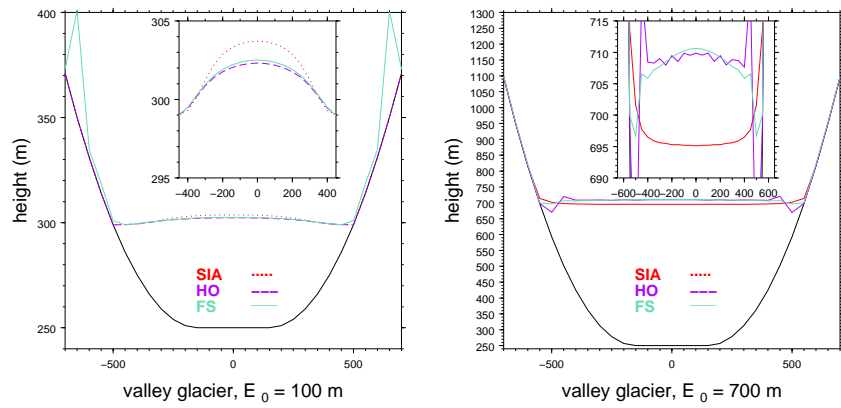 400
350
300
250
height (m)
305
302
299
295
−400 −200 0 200 400
SIA
HO
FS
−500 0 500
valley glacier, E 0 = 100 m
1300
1250
1200
1150
1100
1050
1000
950
900
850
800
750
700
650
600
550
500
450
400
350
300
250
height (m)
715
710
705
700
695
690
−600 −400 −200 0 200 400 600
SIA
HO
FS
−500 0 500
valley glacier, E 0 = 700 m